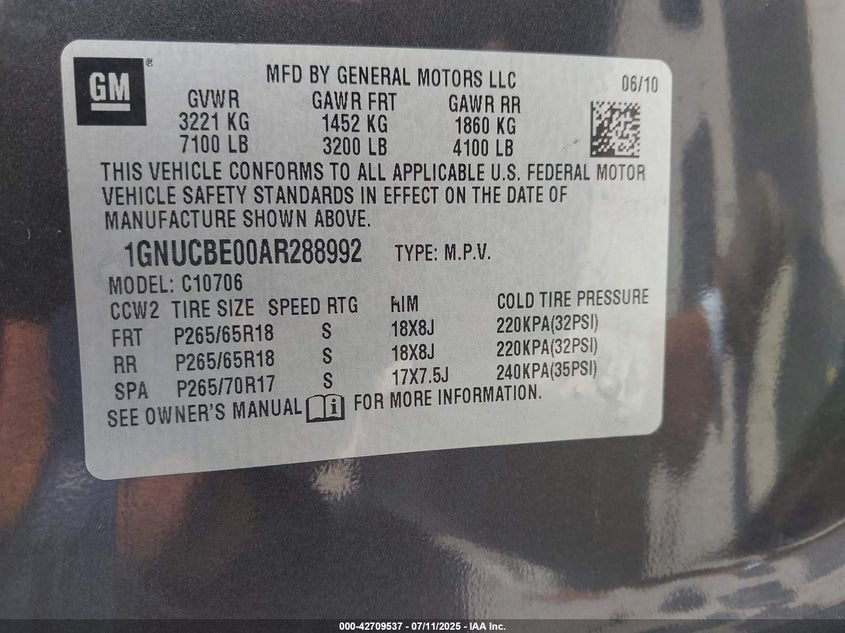 GM
MFD BY GENERAL MOTORS LLC 06/10
GVWR GAWR FRT GAWR RR
3221 KG 1452 KG 1860 KG
7100 LB 3200 LB 4100 LB
THIS VEHICLE CONFORMS TO ALL APPLICABLE U.S. FEDERAL MOTOR
VEHICLE SAFETY STANDARDS IN EFFECT ON THE DATE OF
MANUFACTURE SHOWN ABOVE.
1GNUCBE00AR288992 TYPE: M.P.V.
MODEL: C10706
CCW2 TIRE SIZE SPEED RTG RIM COLD TIRE PRESSURE
FRT P265/65R18 S 18X8J 220KPA(32PSI)
RR P265/65R18 S 18X8J 220KPA(32PSI)
SPA P265/70R17 S 17X7.5J 240KPA(35PSI)
SEE OWNER'S MANUAL i FOR MORE INFORMATION.
000-42709537 - 07/11/2025 - IAA Inc.